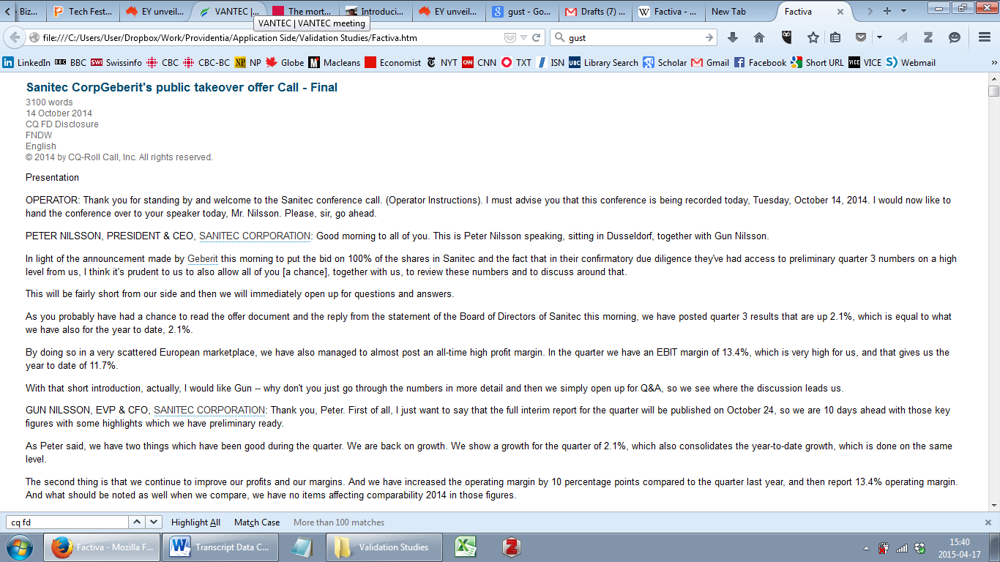 - Biz...
Tech Fest...
EY unveil...
VANTEC |...
The mort...
Introduci...
EY unveil...
gust - Go...
Drafts (7) ...
Factiva - ...
New Tab
Factiva
VANTEC | VANTEC meeting
file:///C:/Users/User/Dropbox/Work/Providentia/Application Side/Validation Studies/Factiva.htm
gust
LinkedIn BBC BBC SWI Swissinfo CBC CBC-BC NP NP Globe M Macleans Economist NYT CNN CNN TXT ISN UBC Library Search Scholar Gmail Facebook Short URL VICE VICE Webmail »
Sanitec CorpGeberit's public takeover offer Call - Final
3100 words
14 October 2014
CQ FD Disclosure
FNDW
English
© 2014 by CQ-Roll Call, Inc. All rights reserved.
Presentation
OPERATOR: Thank you for standing by and welcome to the Sanitec conference call. (Operator Instructions). I must advise you that this conference is being recorded today, Tuesday, October 14, 2014. I would now like to
hand the conference over to your speaker today, Mr. Nilsson. Please, sir, go ahead.
PETER NILSSON, PRESIDENT & CEO, SANITEC CORPORATION: Good morning to all of you. This is Peter Nilsson speaking, sitting in Dusseldorf, together with Gun Nilsson.
In light of the announcement made by Geberit this morning to put the bid on 100% of the shares in Sanitec and the fact that in their confirmatory due diligence they've had access to preliminary quarter 3 numbers on a high
level from us, I think it's prudent to us to also allow all of you [a chance], together with us, to review these numbers and to discuss around that.
This will be fairly short from our side and then we will immediately open up for questions and answers.
As you probably have had a chance to read the offer document and the reply from the statement of the Board of Directors of Sanitec this morning, we have posted quarter 3 results that are up 2.1%, which is equal to what
we have also for the year to date, 2.1%.
By doing so in a very scattered European marketplace, we have also managed to almost post an all-time high profit margin. In the quarter we have an EBIT margin of 13.4%, which is very high for us, and that gives us the
year to date of 11.7%.
With that short introduction, actually, I would like Gun -- why don't you just go through the numbers in more detail and then we simply open up for Q&A, so we see where the discussion leads us.
GUN NILSSON, EVP & CFO, SANITEC CORPORATION: Thank you, Peter. First of all, I just want to say that the full interim report for the quarter will be published on October 24, so we are 10 days ahead with those key
figures with some highlights which we have preliminary ready.
As Peter said, we have two things which have been good during the quarter. We are back on growth. We show a growth for the quarter of 2.1%, which also consolidates the year-to-date growth, which is done on the same
level.
The second thing is that we continue to improve our profits and our margins. And we have increased the operating margin by 10 percentage points compared to the quarter last year, and then report 13.4% operating margin.
And what should be noted as well when we compare, we have no items affecting comparability 2014 in those figures.
cq fd
Highlight All
Match Case
More than 100 matches
Factiva - Mozilla F...
Transcript Data C...
Validation Studies
15:40
2015-04-17